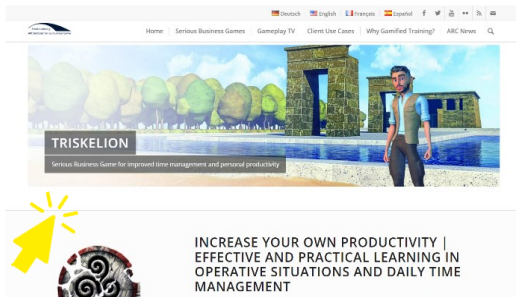 Deutsch English Français Español
Home Serious Business Games Gameplay TV Client Use Cases Why Gamified Training? ARC News
TRISKELION
Serious Business Game for improved time management and personal productivity
INCREASE YOUR OWN PRODUCTIVITY |
EFFECTIVE AND PRACTICAL LEARNING IN
OPERATIVE SITUATIONS AND DAILY TIME
MANAGEMENT